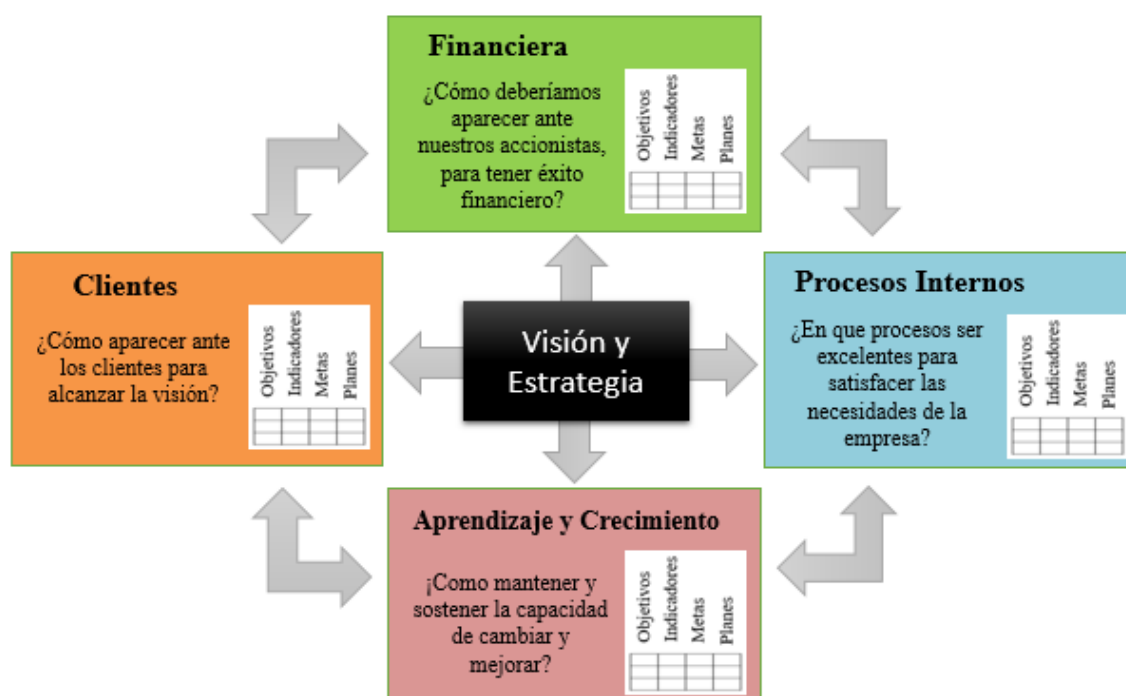 Financiera
¿Cómo deberíamos
aparecer ante
nuestros accionistas,
para tener éxito
financiero?
Objetivos
Indicadores
Metas
Planes
Clientes
¿Cómo aparecer ante
los clientes para
alcanzar la visión?
Objetivos
Indicadores
Metas
Planes
Visión y
Estrategia
Procesos Internos
¿En que procesos ser
excelentes para
satisfacer las
necesidades de la
empresa?
Objetivos
Indicadores
Metas
Planes
Aprendizaje y Crecimiento
¡Como mantener y
sostener la capacidad
de cambiar y
mejorar?
Objetivos
Indicadores
Metas
Planes